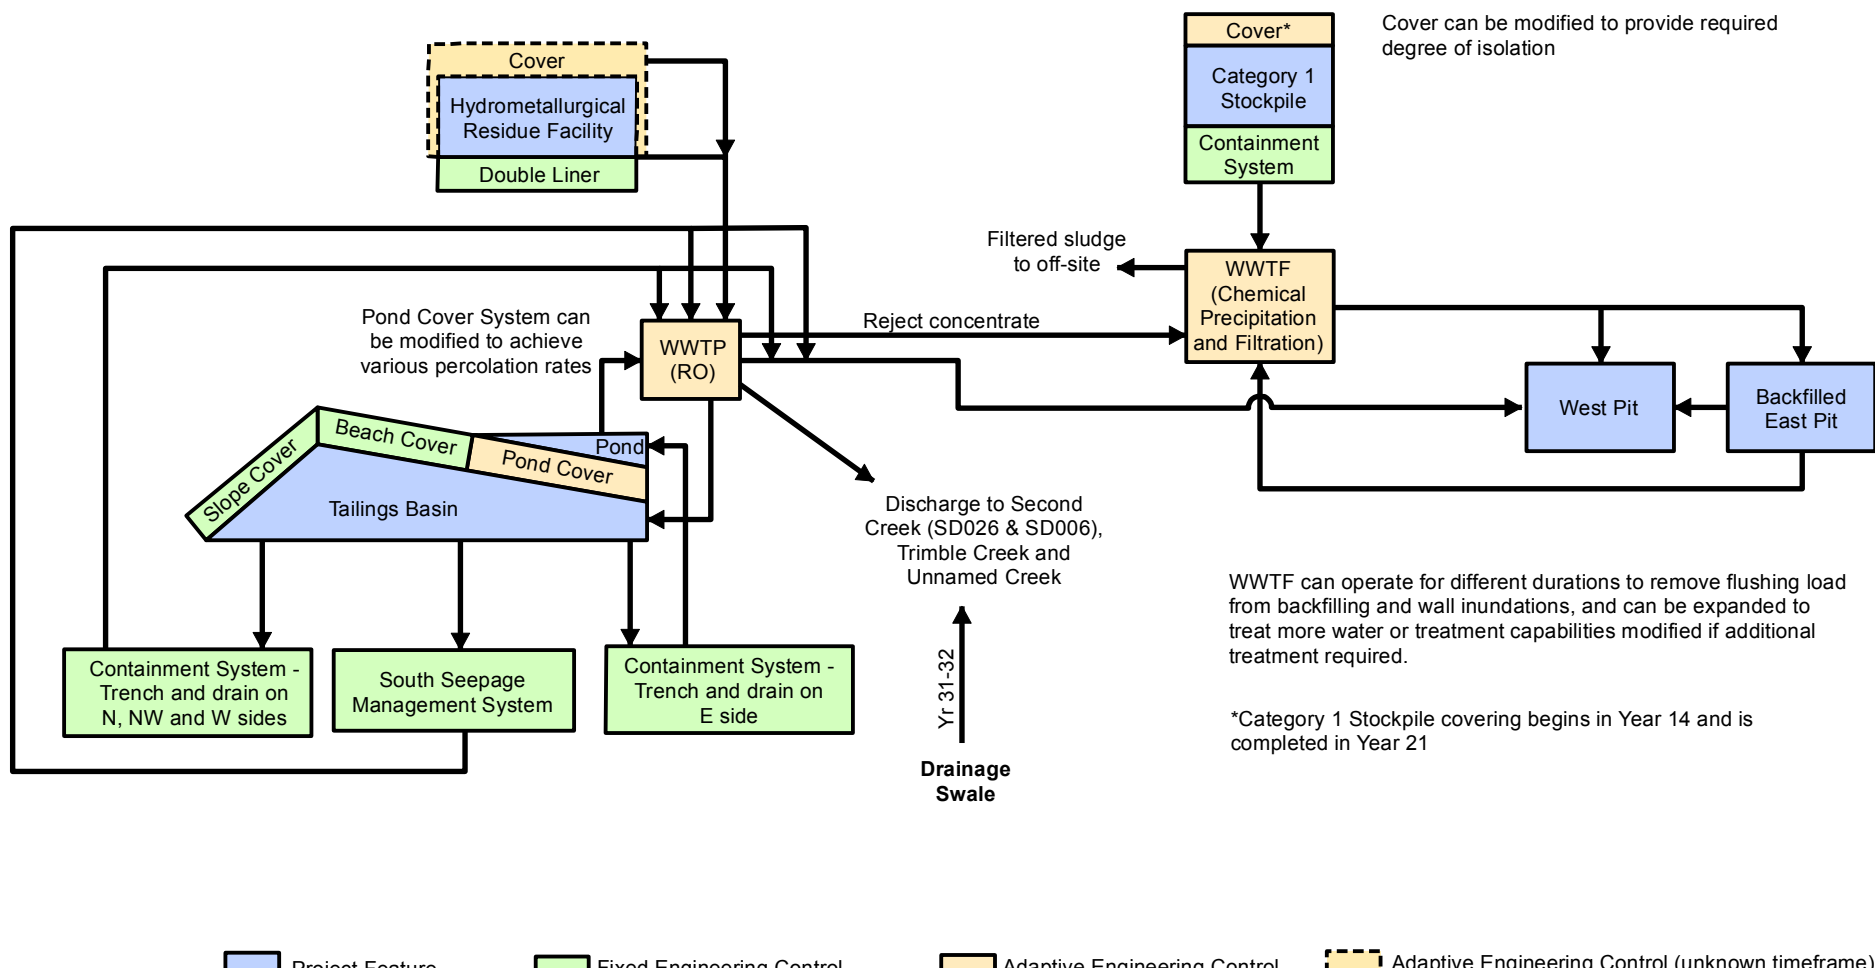 Cover
Hydrometallurgical
Residue Facility
Double Liner
Cover*
Category 1
Stockpile
Containment
System
Cover can be modified to provide required
degree of isolation
Filtered sludge
to off-site
WWTF
(Chemical
Precipitation
and Filtration)
Pond Cover System can
be modified to achieve
various percolation rates
WWTP
(RO)
Reject concentrate
West Pit
Backfilled
East Pit
Slope Cover
Beach Cover
Pond
Pond Cover
Tailings Basin
Discharge to Second
Creek (SD026 & SD006),
Trimble Creek and
Unnamed Creek
Yr 31-32
Drainage
Swale
Containment System -
Trench and drain on
N, NW and W sides
South Seepage
Management System
Containment System -
Trench and drain on
E side
WWTF can operate for different durations to remove flushing load
from backfilling and wall inundations, and can be expanded to
treat more water or treatment capabilities modified if additional
treatment required.
*Category 1 Stockpile covering begins in Year 14 and is
completed in Year 21
Project Feature
Fixed Engineering Control
Adaptive Engineering Control
Adaptive Engineering Control (unknown timeframe)